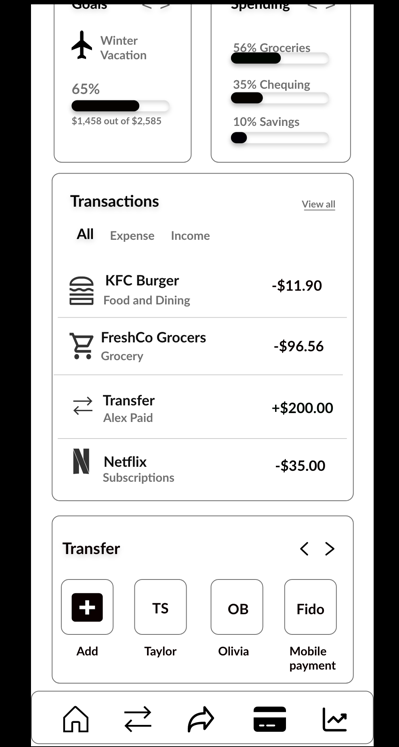 Goals
Spending
Winter
Vacation
65%
$1,458 out of $2,585
56% Groceries
35% Chequing
10% Savings
Transactions
View all
All Expense Income
KFC Burger
Food and Dining
-$11.90
FreshCo Grocers
Grocery
-$96.56
Transfer
Alex Paid
+$200.00
N
Netflix
Subscriptions
-$35.00
Transfer
Add
TS
Taylor
OB
Olivia
Fido
Mobile
payment